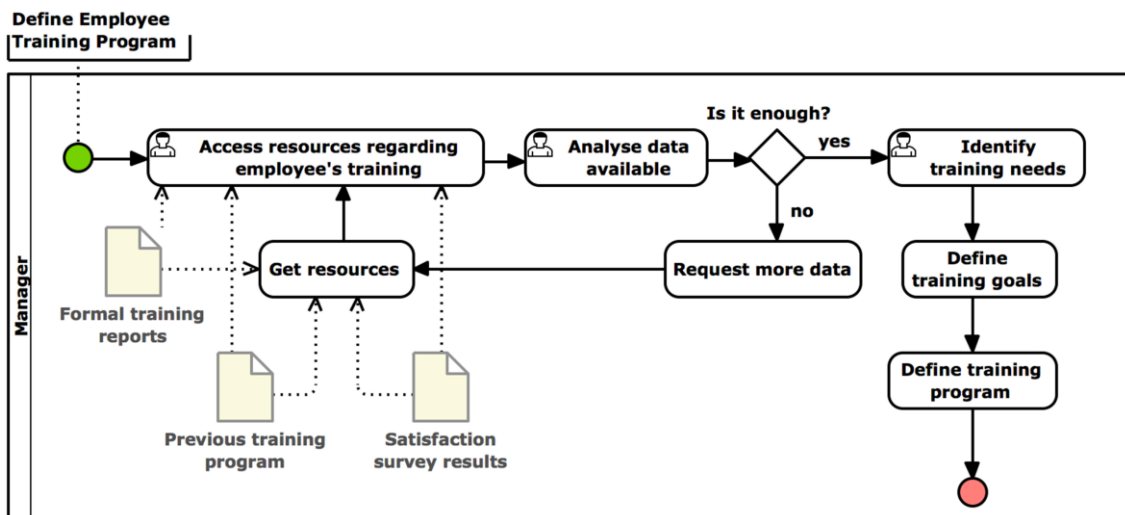 Define Employee
Training Program
Manager
Access resources regarding
employee's training
Analyse data
available
Is it enough?
yes
no
Identify
training needs
Get resources
Request more data
Define
training goals
Formal training
reports
Define training
program
Previous training
program
Satisfaction
survey results